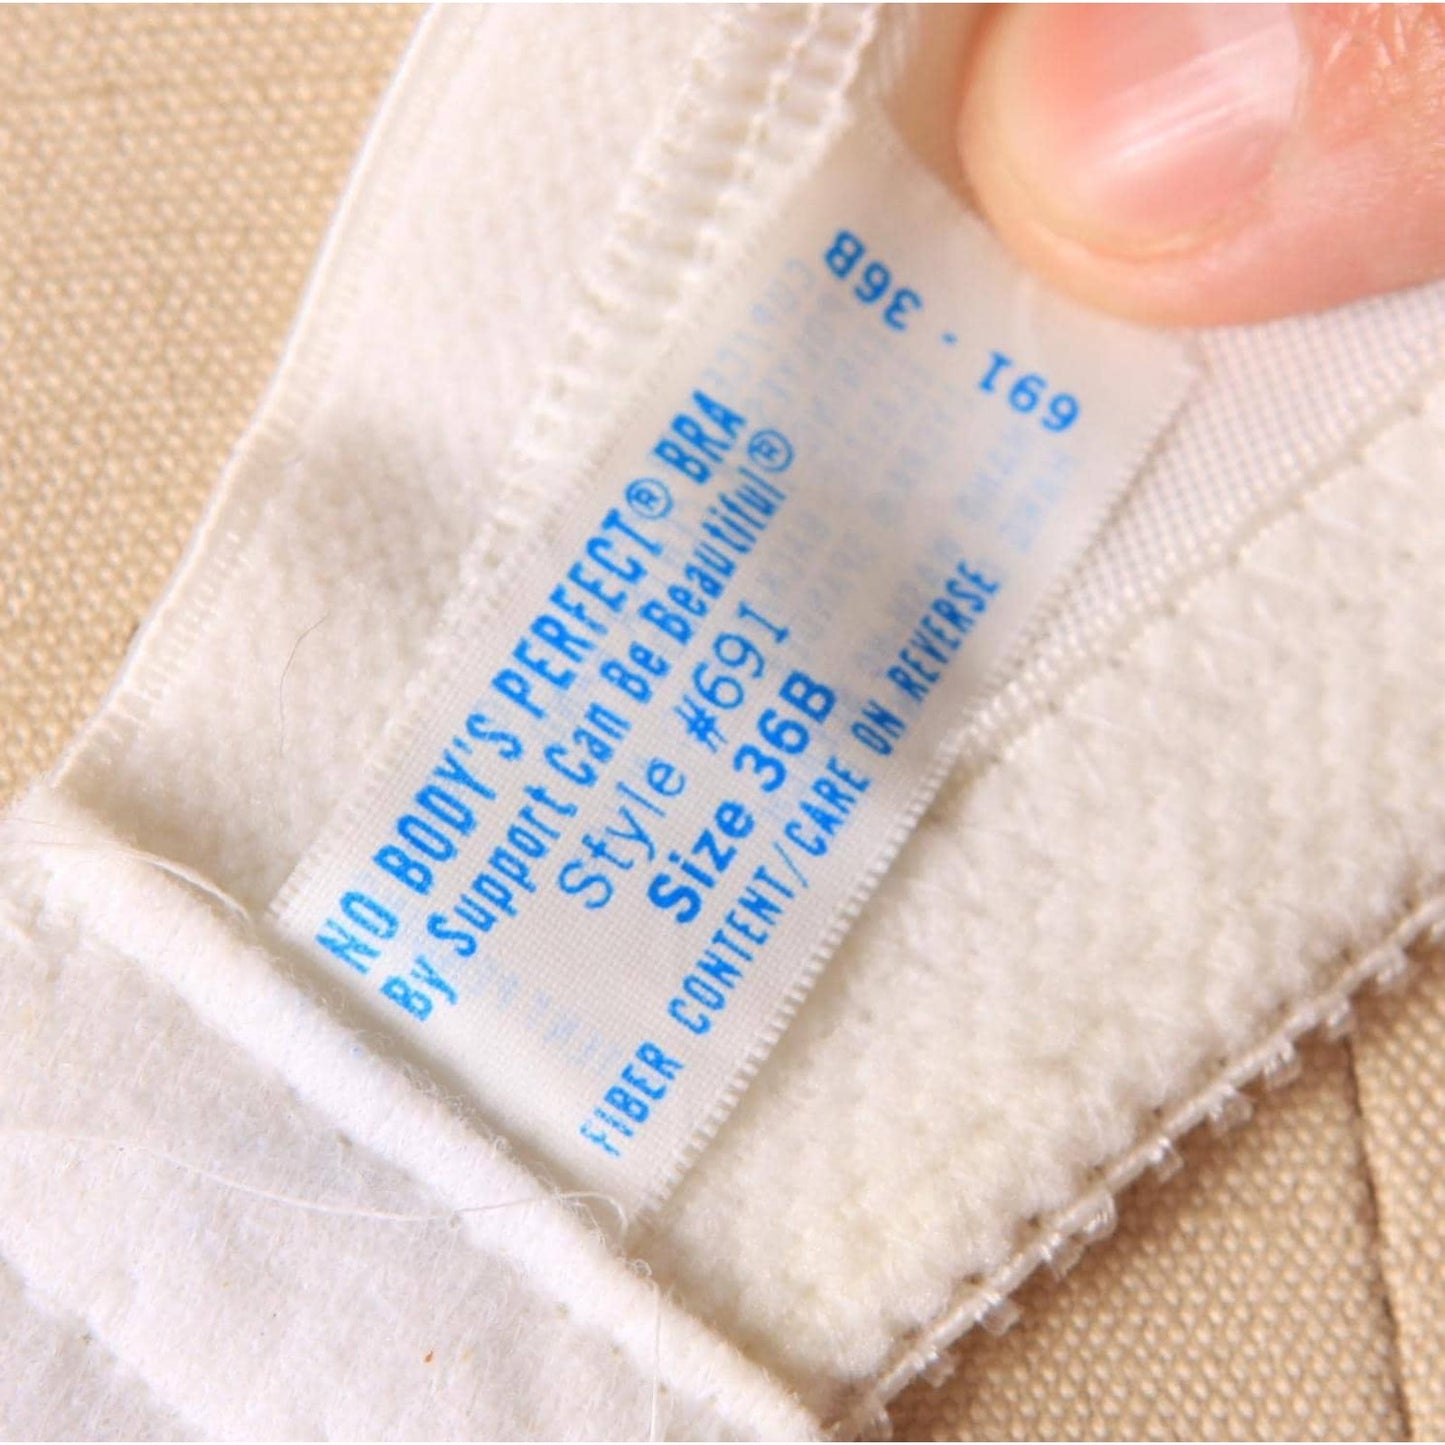 NO BODY'S PERFECT® BRA
By Support Can Be Beautiful®
Style #691
Size 36B
FIBER CONTENT/CARE ON REVERSE
691 - 36B